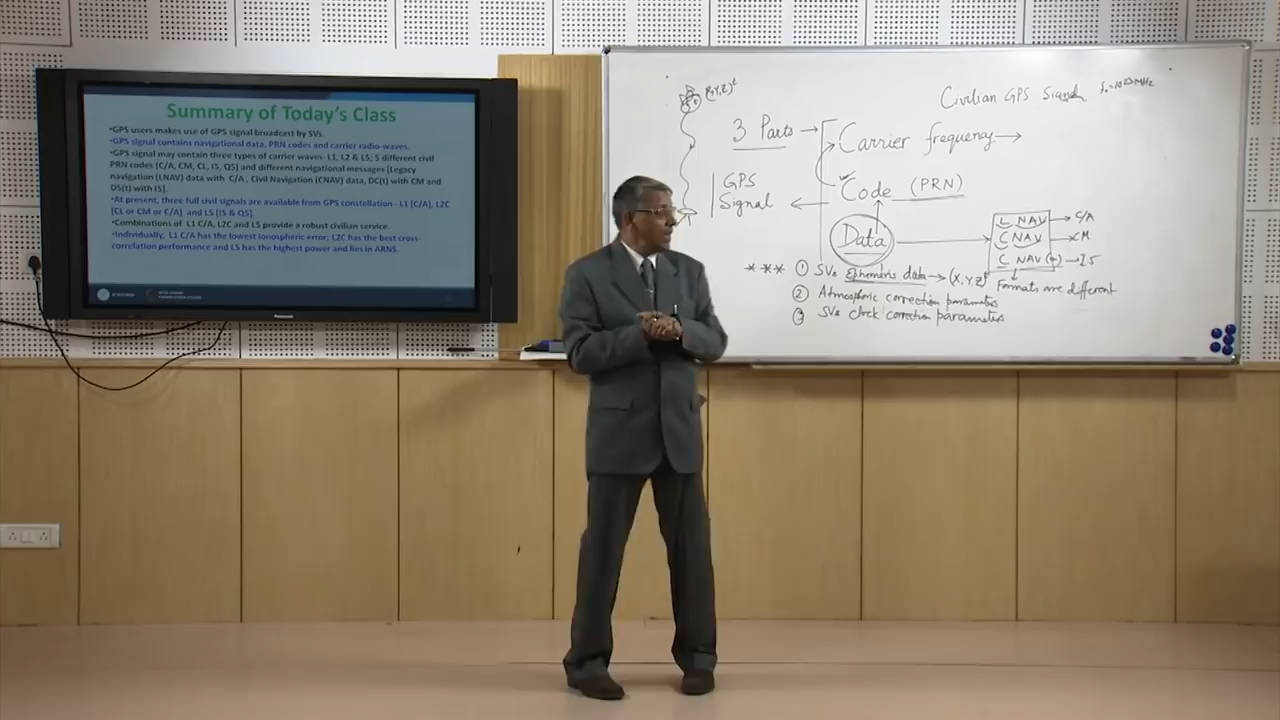 Summary of Today's Class
•GPS users makes use of GPS signal broadcast by SVs.
•GPS signal contains navigational data, PRN codes and carrier radio-waves.
•GPS signal may contain three types of carrier waves- L1, L2 & L5; 5 different civil
PRN codes (C/A, CM, CL, I5, Q5) and different navigational messages [Legacy
navigation (LNAV) data with C/A , Civil Navigation (CNAV) data, DC(t) with CM and
D5(t) with I5].
•At present, three full civil signals are available from GPS constellation - L1 [C/A], L2C
[CL or CM or C/A] and L5 [I5 & Q5].
•Combinations of L1 C/A, L2C and L5 provide a robust civilian service.
•Individually, L1 C/A has the lowest ionospheric error; L2C has the best cross-
correlation performance and L5 has the highest power and lies in ARNS.
Panasonic
(X,Y,Z)t
Civilian GPS Signal
MHz
3 Parts → Carrier frequency →
GPS
Signal
Code (PRN)
Data
L NAV → C/A
C NAV → CM
C NAV → I5
Formats are different
*** ① SVs Ephemeris data → (X,Y,Z)t
② Atmospheric correction parameters
③ SVs clock correction parameters